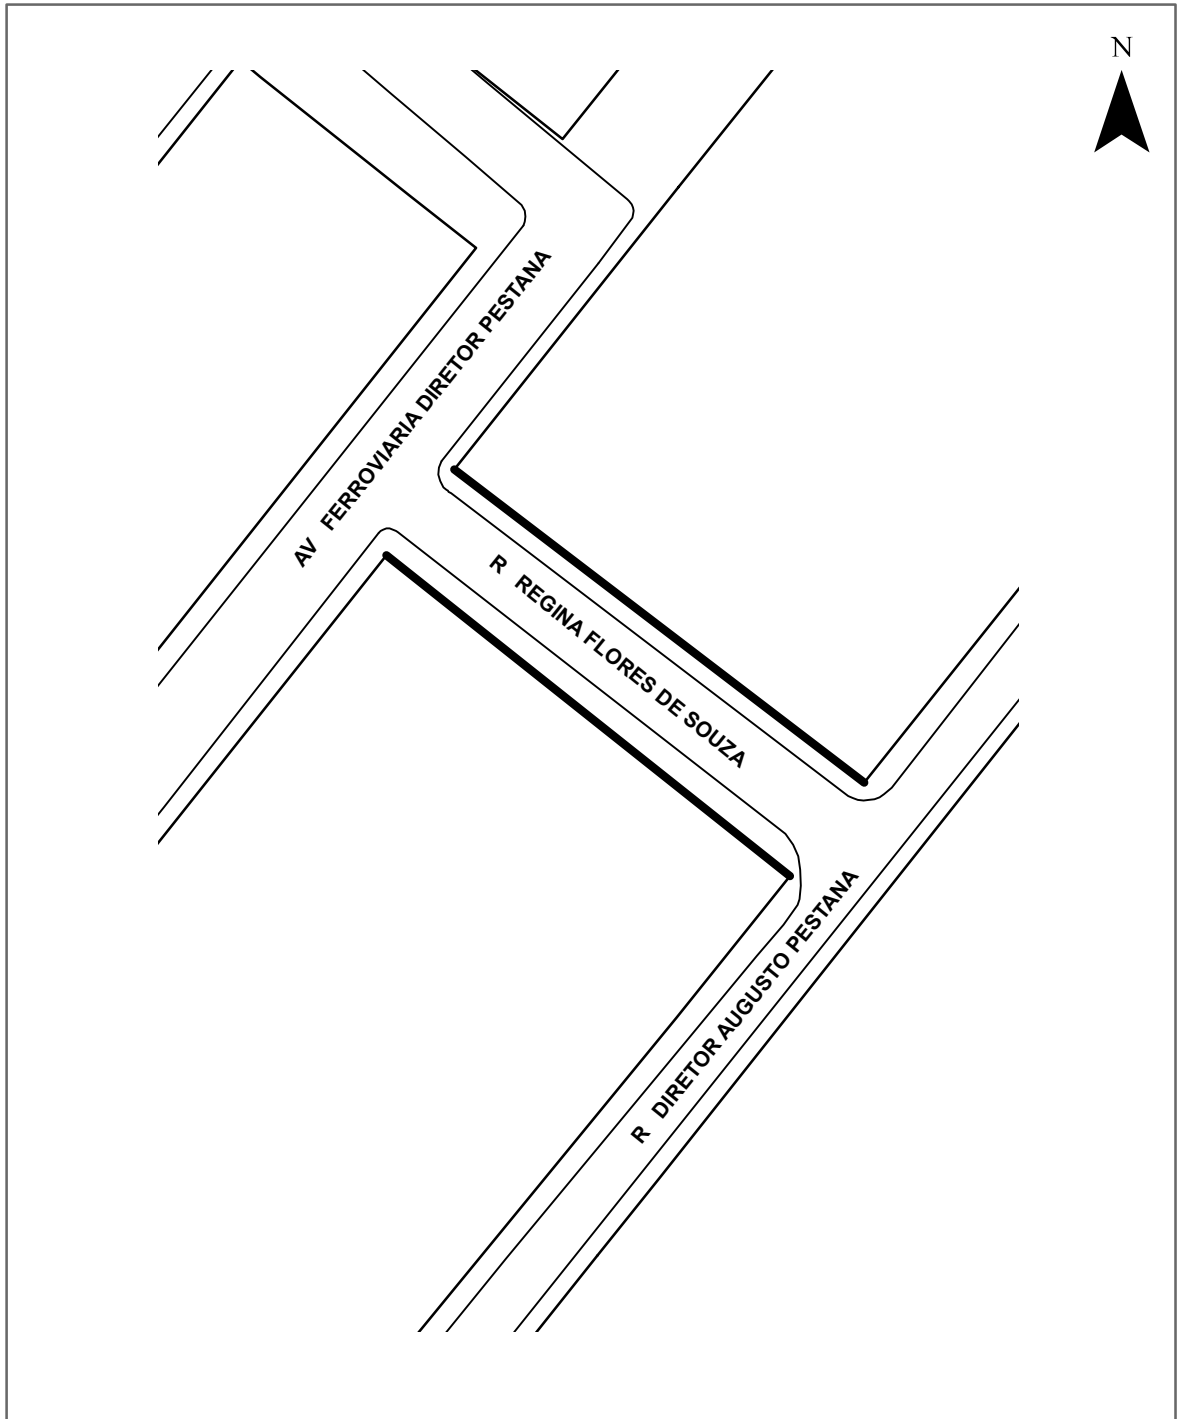 N
AV FERROVIARIA DIRETOR PESTANA
R REGINA FLORES DE SOUZA
R DIRETOR AUGUSTO PESTANA